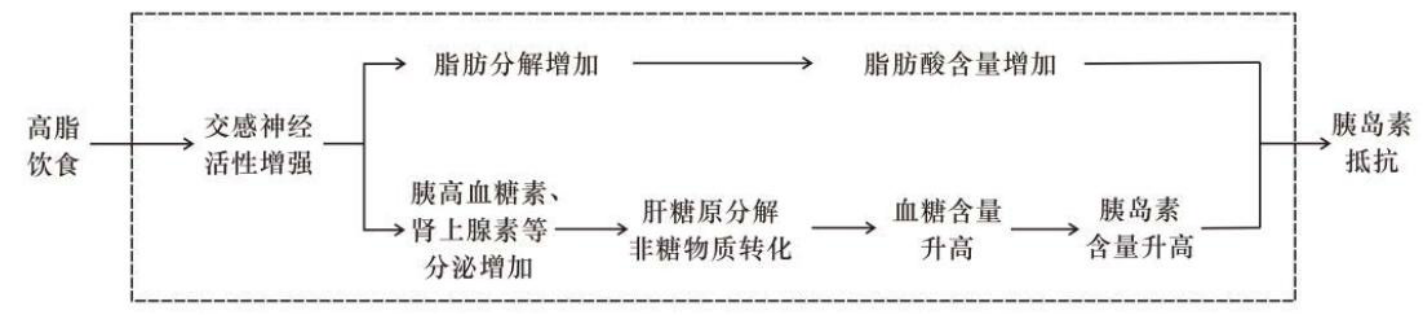 高脂
饮食
交感神经
活性增强
脂肪分解增加
脂肪酸含量增加
胰高血糖素、
肾上腺素等
分泌增加
肝糖原分解
非糖物质转化
血糖含量
升高
胰岛素
含量升高
胰岛素
抵抗